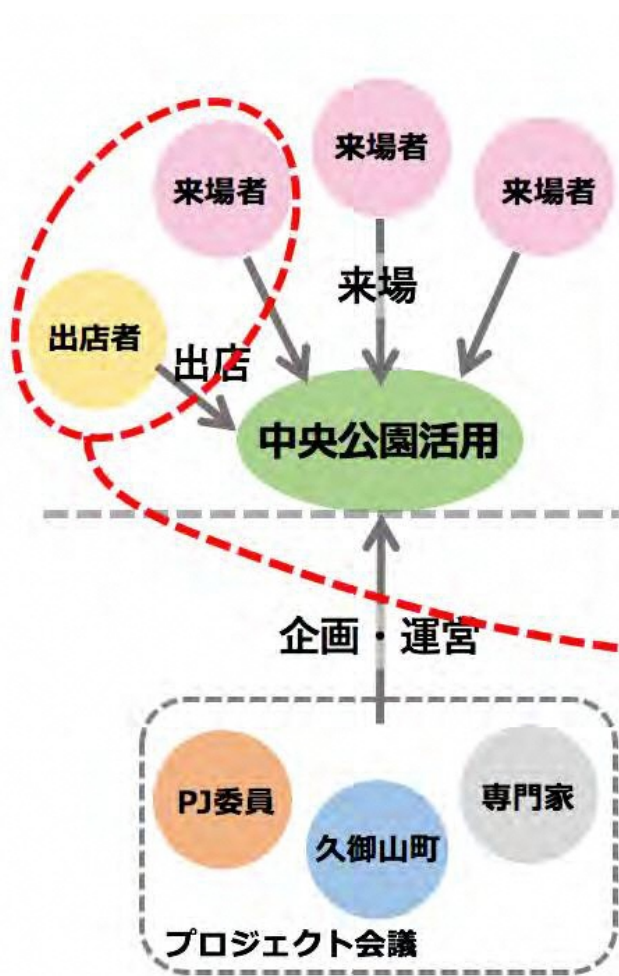 来場者
来場者
来場者
来場
出店者
出店
中央公園活用
企画・運営
PJ委員
久御山町
専門家
プロジェクト会議